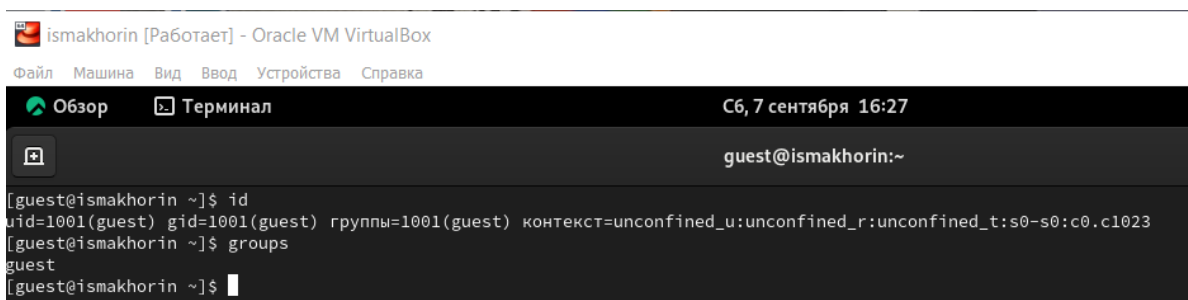 ismakhorin [Работает] - Oracle VM VirtualBox
Файл Машина Вид Ввод Устройства Справка
Обзор Терминал Сб, 7 сентября 16:27
guest@ismakhorin:~
[guest@ismakhorin ~]$ id
uid=1001(guest) gid=1001(guest) группы=1001(guest) контекст=unconfined_u:unconfined_r:unconfined_t:s0-s0:c0.c1023
[guest@ismakhorin ~]$ groups
guest
[guest@ismakhorin ~]$